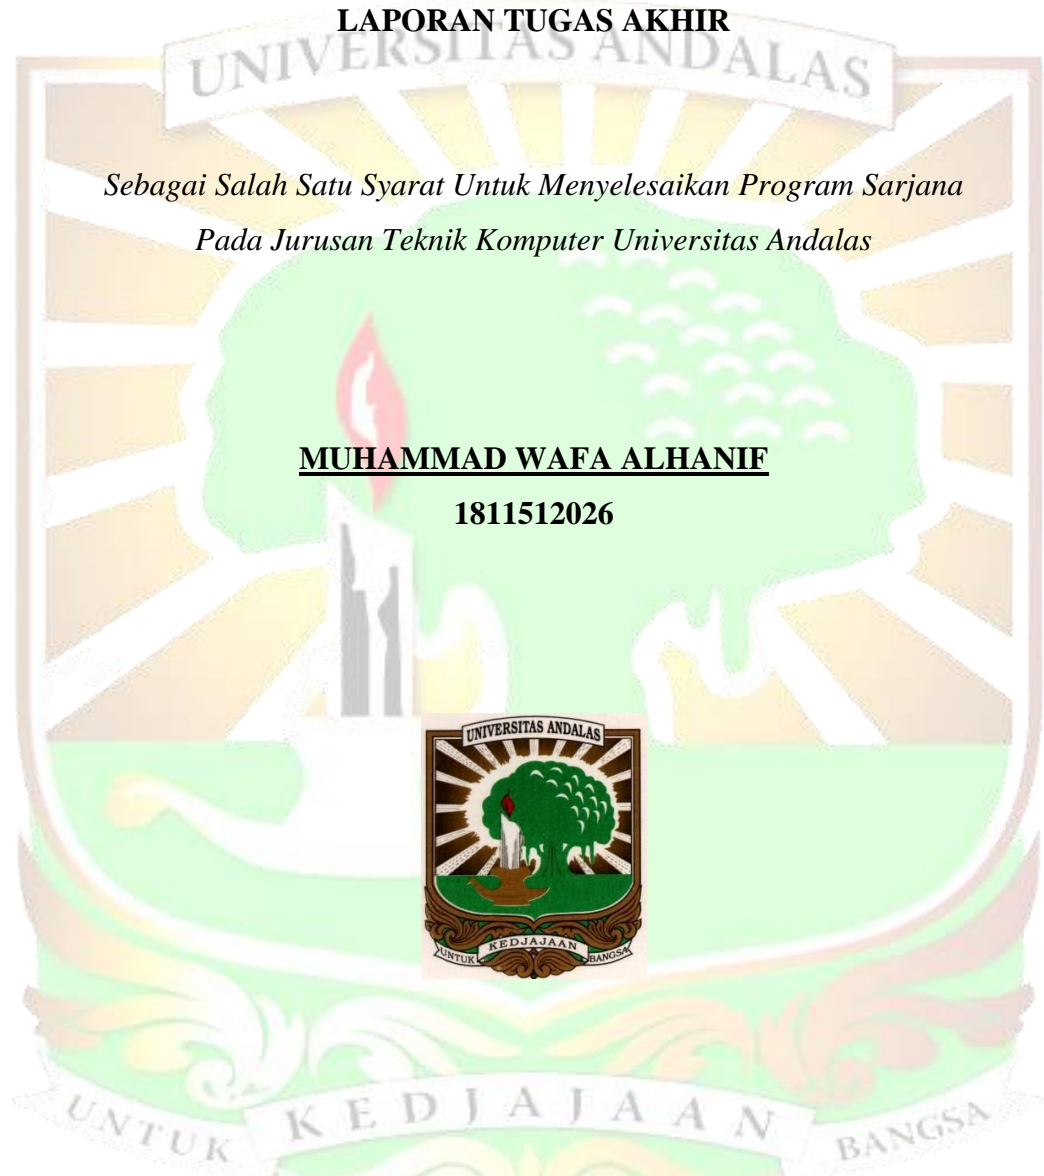 LAPORAN TUGAS AKHIR
UNIVERSITAS ANDALAS
Sebagai Salah Satu Syarat Untuk Menyelesaikan Program Sarjana
Pada Jurusan Teknik Komputer Universitas Andalas
MUHAMMAD WAFA ALHANIF
1811512026
UNIVERSITAS ANDALAS
UNTUK KEDJAJAAN BANGSA
UNTUK KEDJAJAAN BANGSA